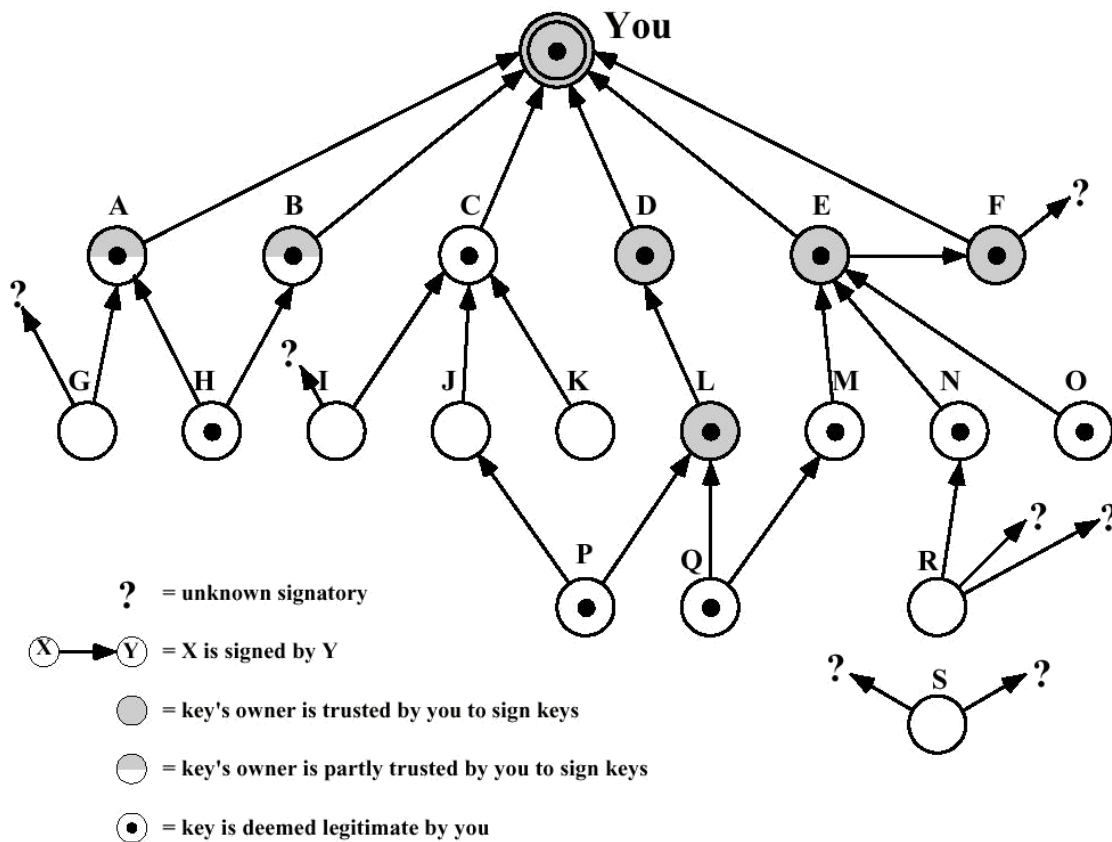 You
A B C D E F ?
?
G H ? I J K L M N O
P Q R ? ?
? = unknown signatory
X Y = X is signed by Y
? S ?
= key's owner is trusted by you to sign keys
= key's owner is partly trusted by you to sign keys
= key is deemed legitimate by you